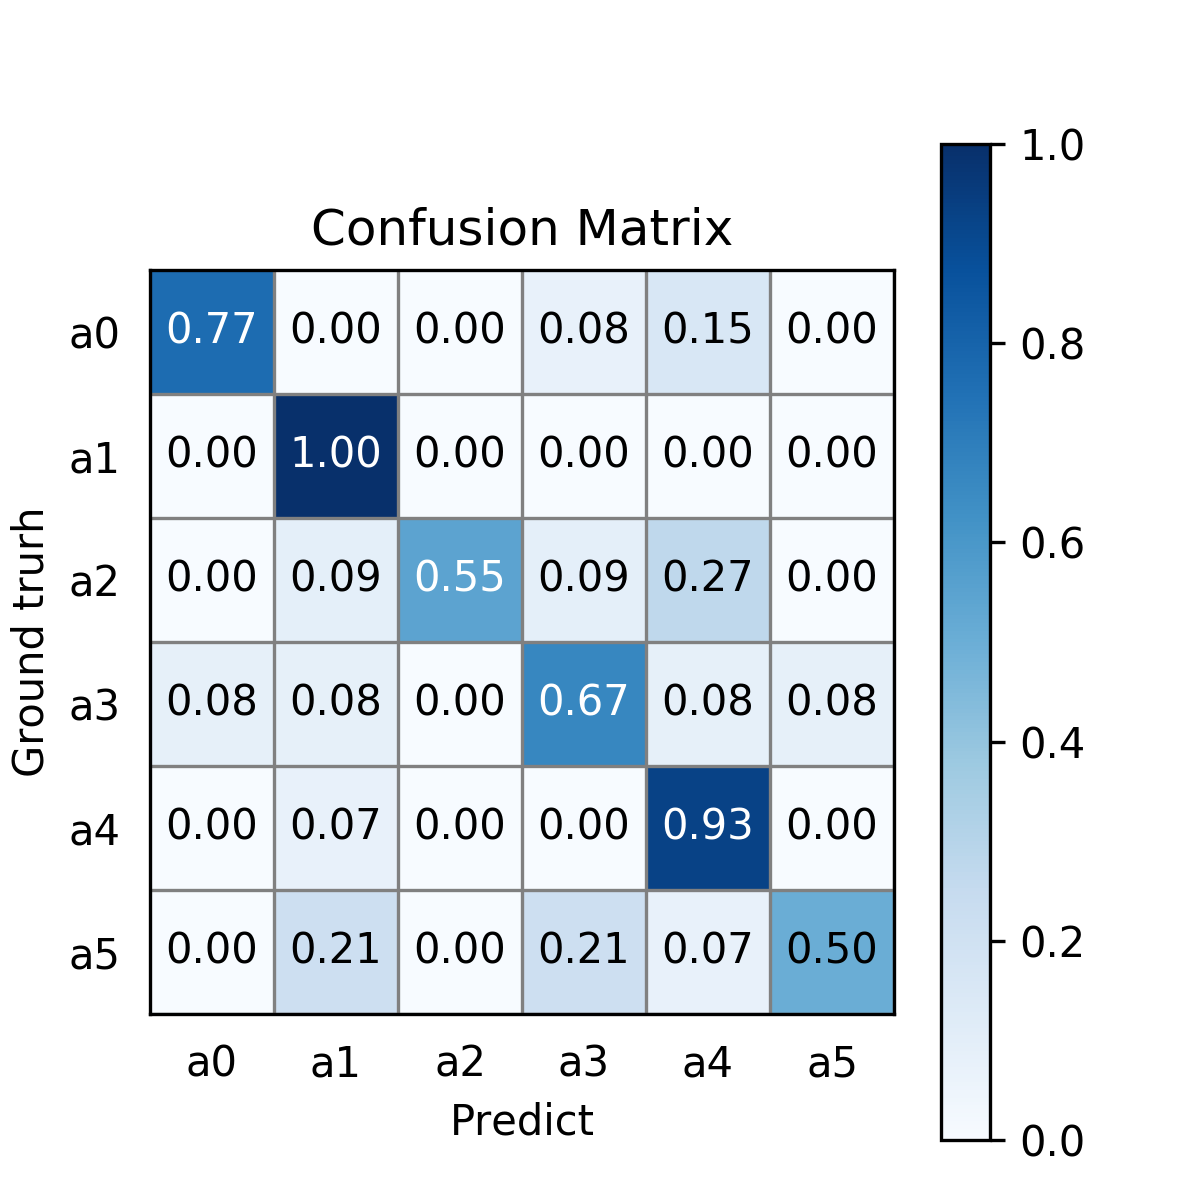 Confusion Matrix
a0 0.77 0.00 0.00 0.08 0.15 0.00
a1 0.00 1.00 0.00 0.00 0.00 0.00
a2 0.00 0.09 0.55 0.09 0.27 0.00
a3 0.08 0.08 0.00 0.67 0.08 0.08
a4 0.00 0.07 0.00 0.00 0.93 0.00
a5 0.00 0.21 0.00 0.21 0.07 0.50
a0 a1 a2 a3 a4 a5
Predict
Ground trurh
1.0
0.8
0.6
0.4
0.2
0.0